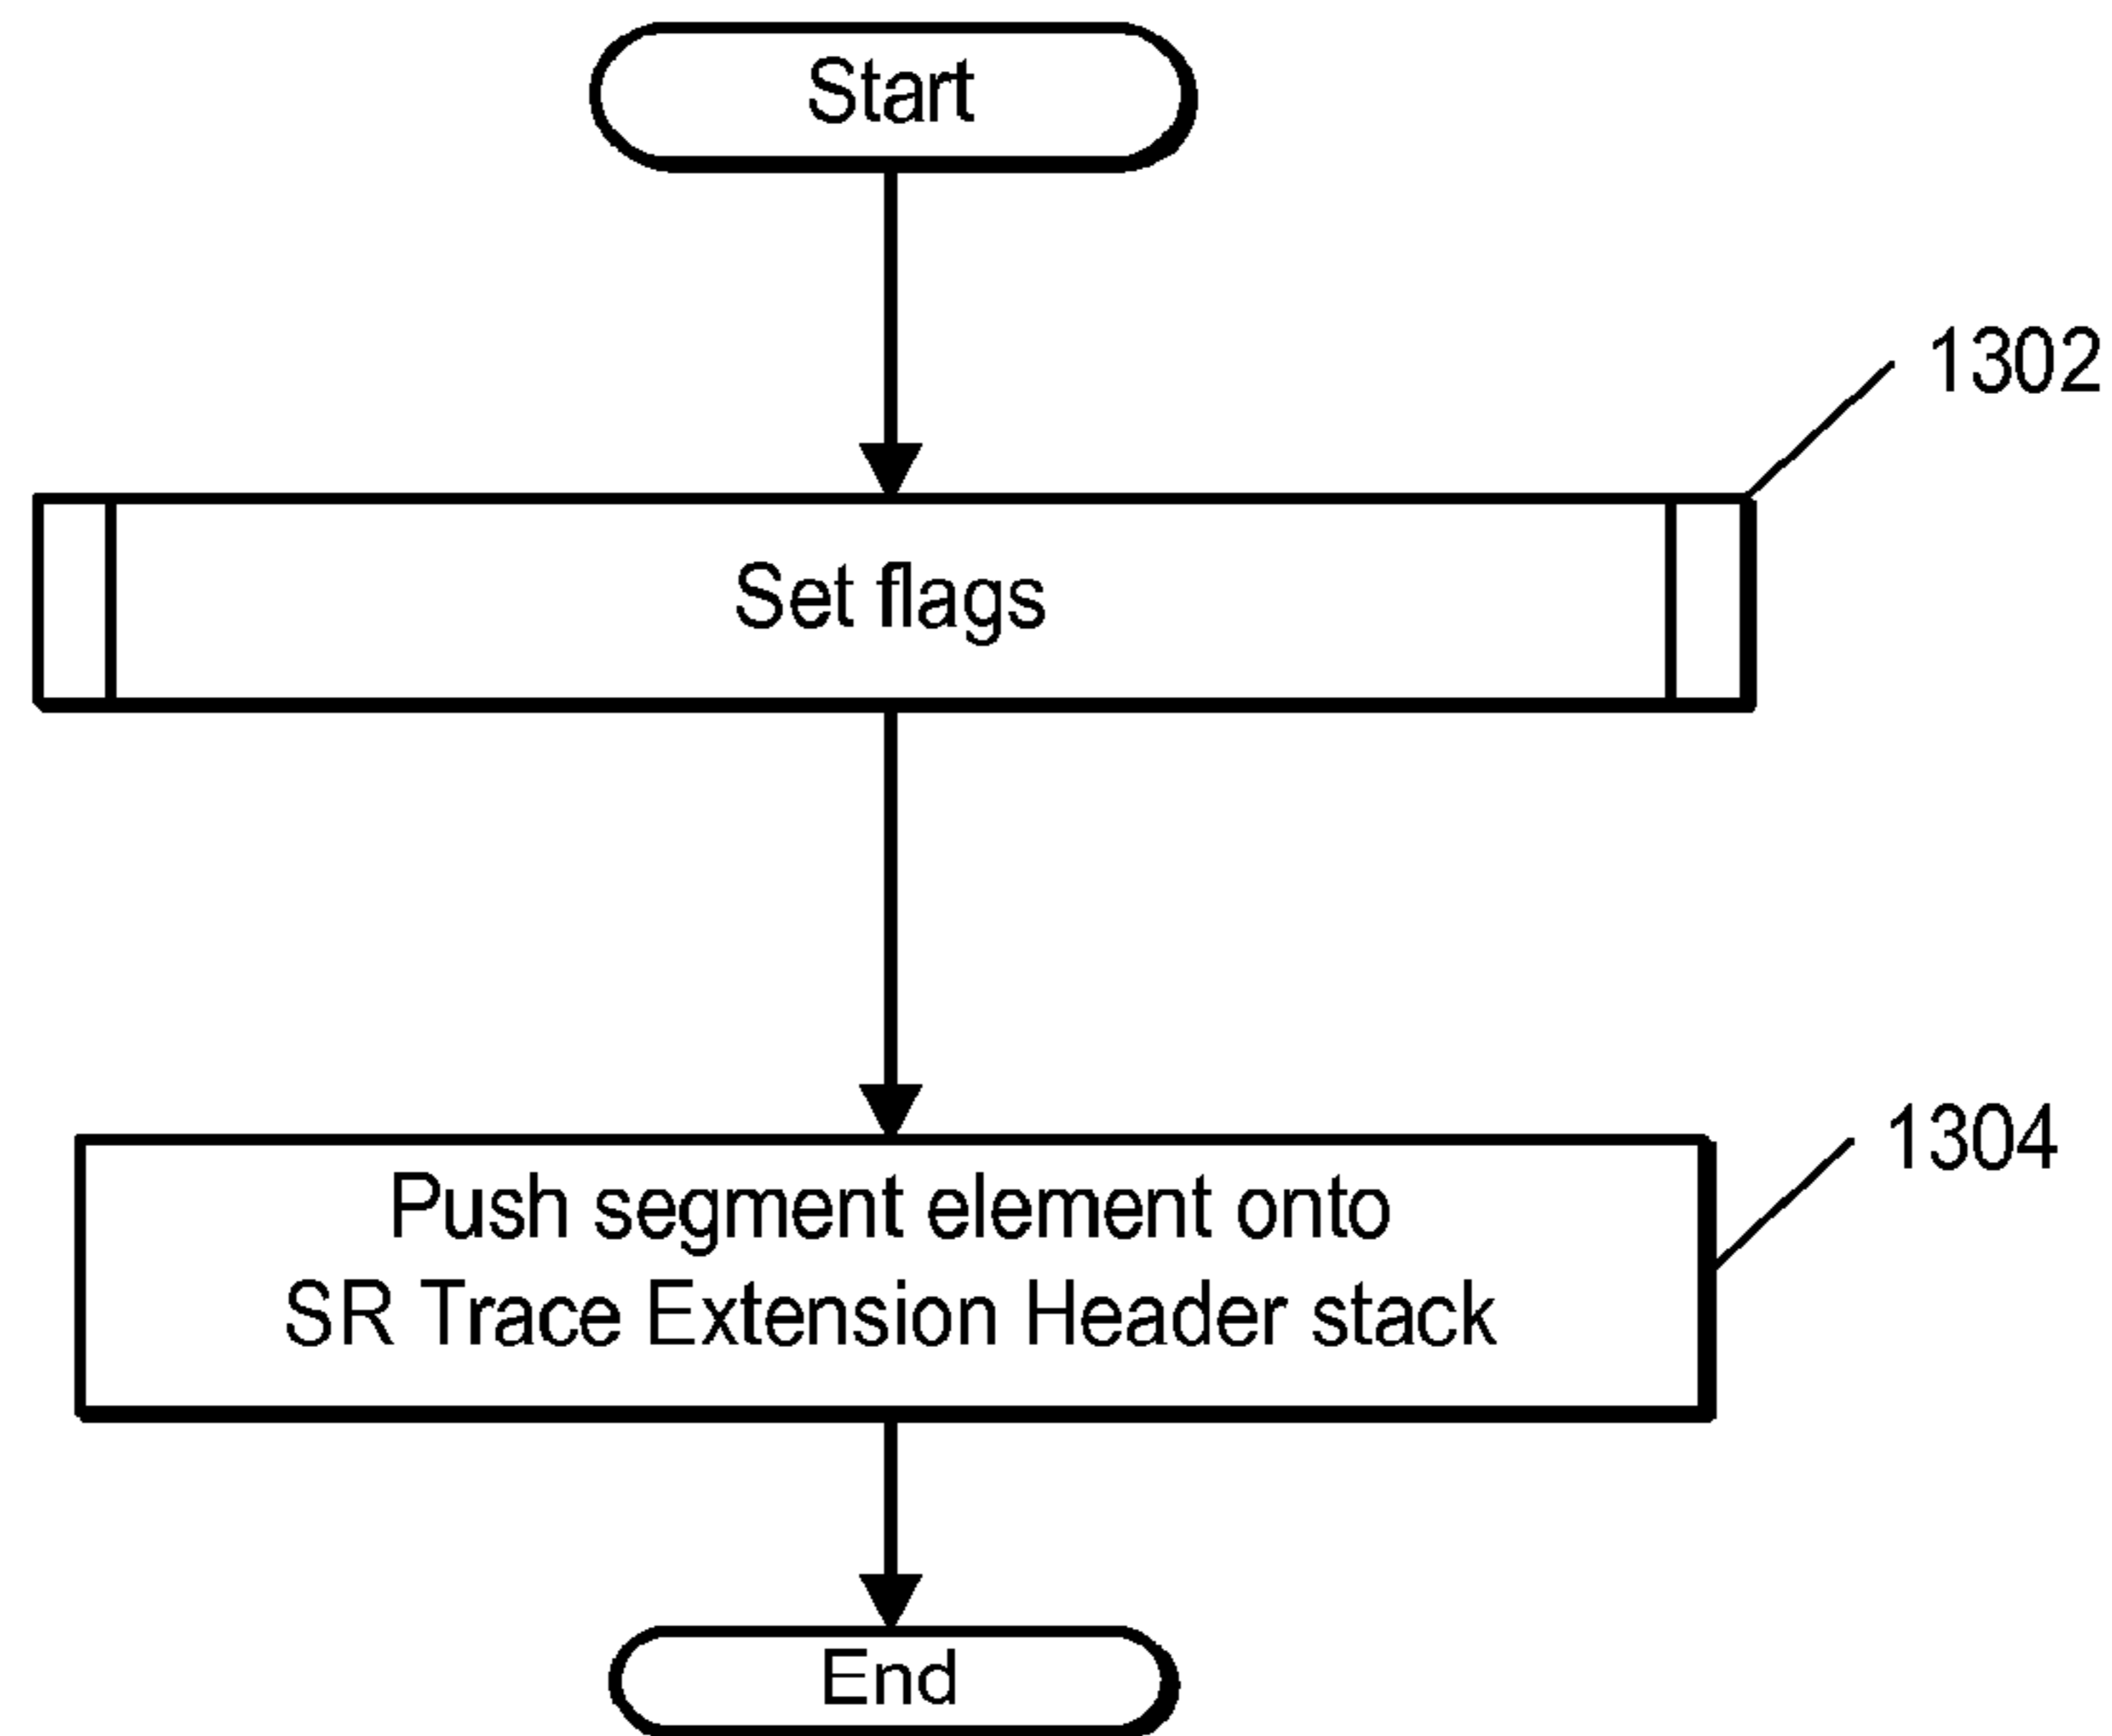 Start
1302
Set flags
1304
Push segment element onto
SR Trace Extension Header stack
End